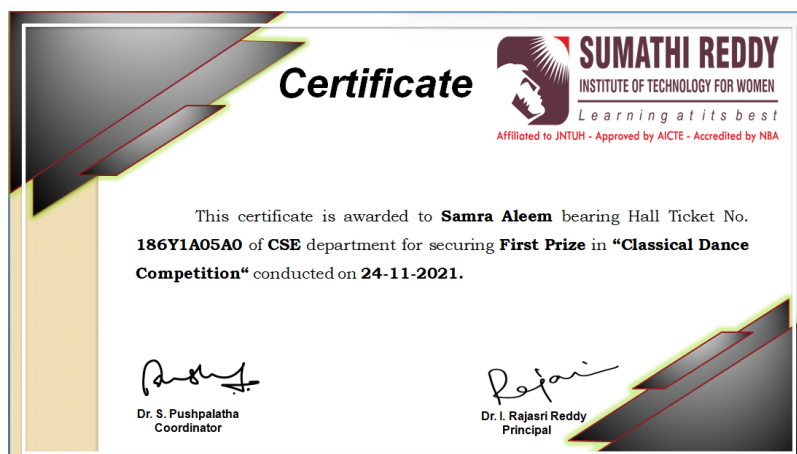 Certificate
SUMATHI REDDY
INSTITUTE OF TECHNOLOGY FOR WOMEN
Learning at its best
Affiliated to JNTUH - Approved by AICTE - Accredited by NBA
This certificate is awarded to Samra Aleem bearing Hall Ticket No.
186Y1A05A0 of CSE department for securing First Prize in “Classical Dance
Competition“ conducted on 24-11-2021.
Dr. S. Pushpalatha
Coordinator
Dr. I. Rajasri Reddy
Principal